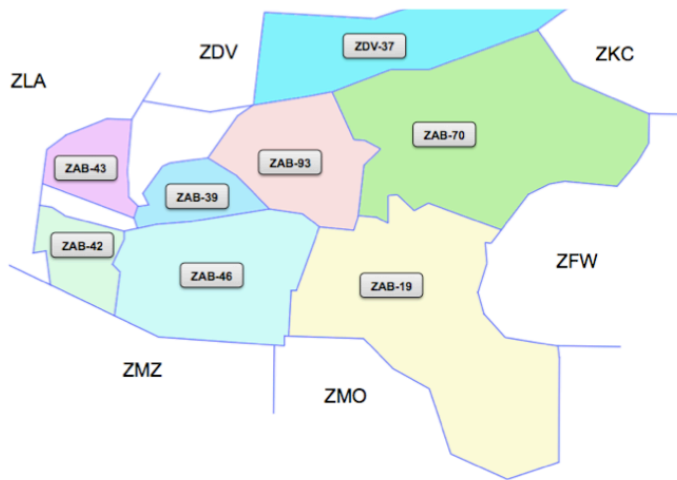 ZDV-37
ZDV
ZKC
ZLA
ZAB-70
ZAB-93
ZAB-43
ZAB-39
ZAB-42
ZFW
ZAB-46
ZAB-19
ZMZ
ZMO